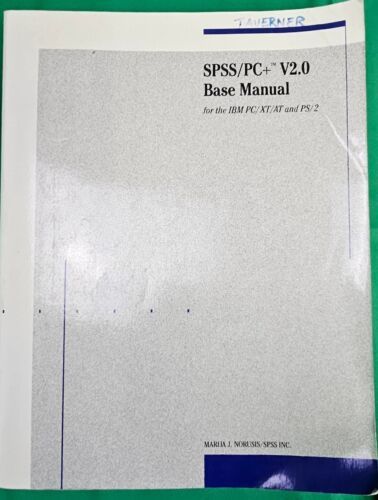 TAVERNER
SPSS/PC+™ V2.0
Base Manual
for the IBM PC/XT/AT and PS/2
MARIJA J. NORUSIS/SPSS INC.